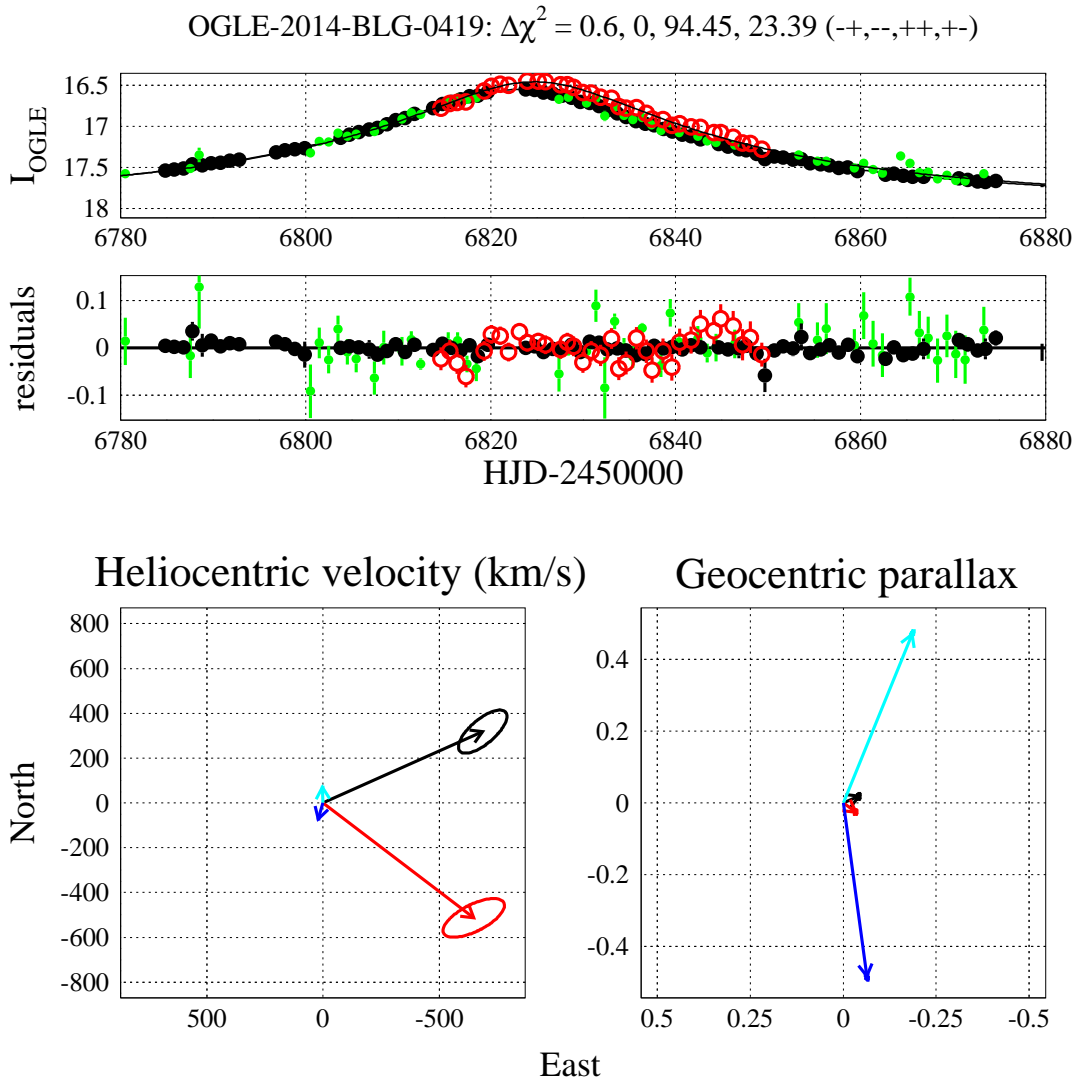 OGLE-2014-BLG-0419: Δχ² = 0.6, 0, 94.45, 23.39 (-+,--,++,+-)
16.5
17
17.5
18
I_OGLE
6780 6800 6820 6840 6860 6880
0.1
0
-0.1
residuals
6780 6800 6820 6840 6860 6880
HJD-2450000
Heliocentric velocity (km/s) Geocentric parallax
800
600
400
200
0
-200
-400
-600
-800
North
500 0 -500
0.4
0.2
0
-0.2
-0.4
0.5 0.25 0 -0.25 -0.5
East